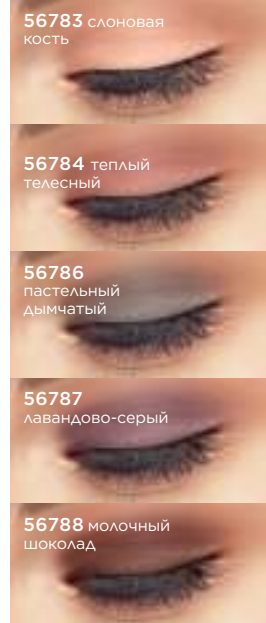 56783 слоновая
кость
56784 теплый
телесный
56786
пастельный
дымчатый
56787
лавандово-серый
56788 молочный
шоколад